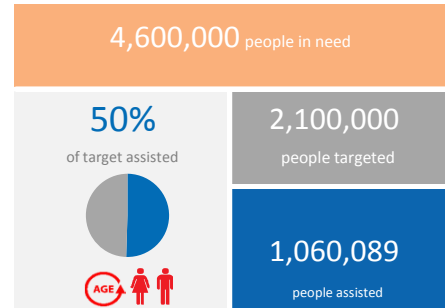 4,600,000 people in need
50%
of target assisted
AGE
2,100,000
people targeted
1,060,089
people assisted